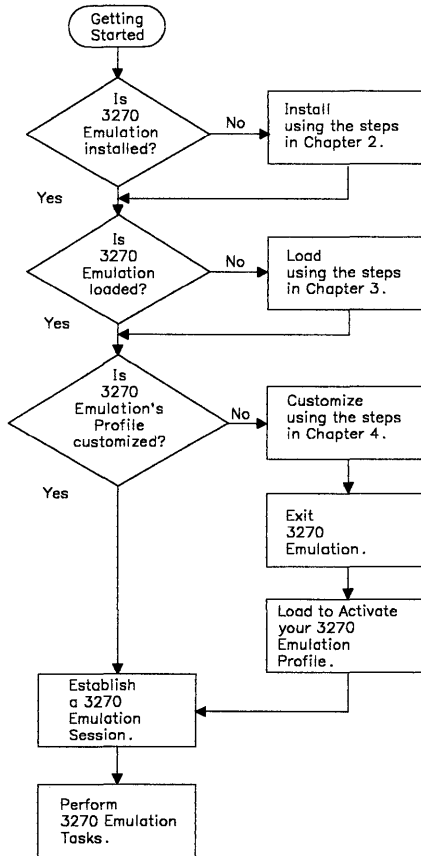 Getting
Started
Is
3270
Emulation
installed?
No
Install
using the steps
in Chapter 2.
Yes
Is
3270
Emulation
loaded?
No
Load
using the steps
in Chapter 3.
Yes
Is
3270
Emulation's
Profile
customized?
No
Customize
using the steps
in Chapter 4.
Yes
Exit
3270
Emulation.
Load to Activate
your 3270
Emulation
Profile.
Establish
a 3270
Emulation
Session.
Perform
3270 Emulation
Tasks.